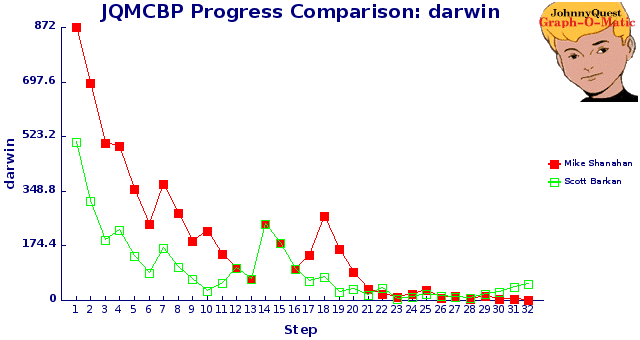 JQMCBP Progress Comparison: darwin
JohnnyQuest
Graph-O-Matic
872
697.6
523.2
348.8
174.4
0
darwin
1 2 3 4 5 6 7 8 9 10 11 12 13 14 15 16 17 18 19 20 21 22 23 24 25 26 27 28 29 30 31 32
Step
Mike Shanahan
Scott Barkan